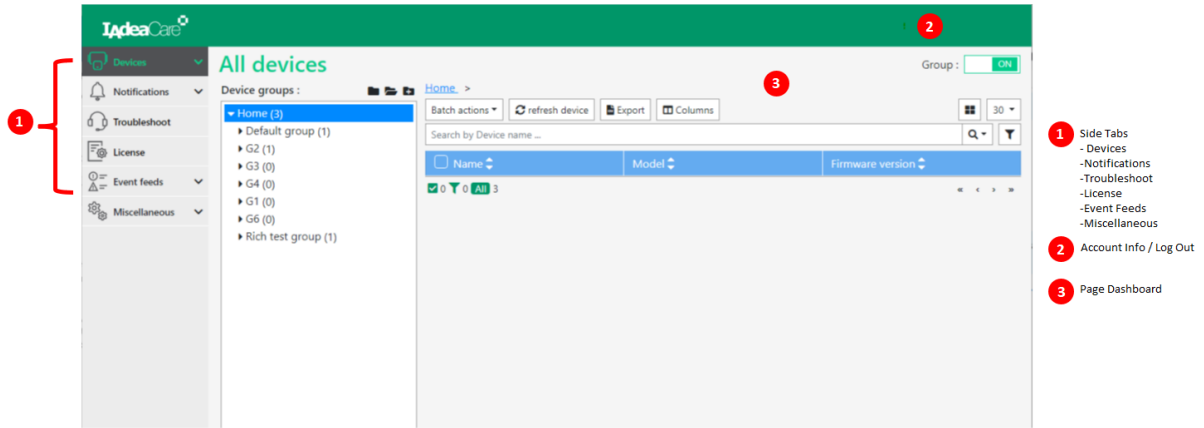 IAdeaCare
2
Devices
All devices
Group :
ON
1
Notifications
Device groups :
Home >
3
Home (3)
Batch actions
refresh device
Export
Columns
30
Troubleshoot
Default group (1)
Search by Device name ...
License
G2 (1)
Name
Model
Firmware version
G3 (0)
Event feeds
G4 (0)
0
0
All
3
« ‹ › »
G1 (0)
Miscellaneous
G6 (0)
Rich test group (1)
1
Side Tabs
- Devices
-Notifications
-Troubleshoot
-License
-Event Feeds
-Miscellaneous
2
Account Info / Log Out
3
Page Dashboard